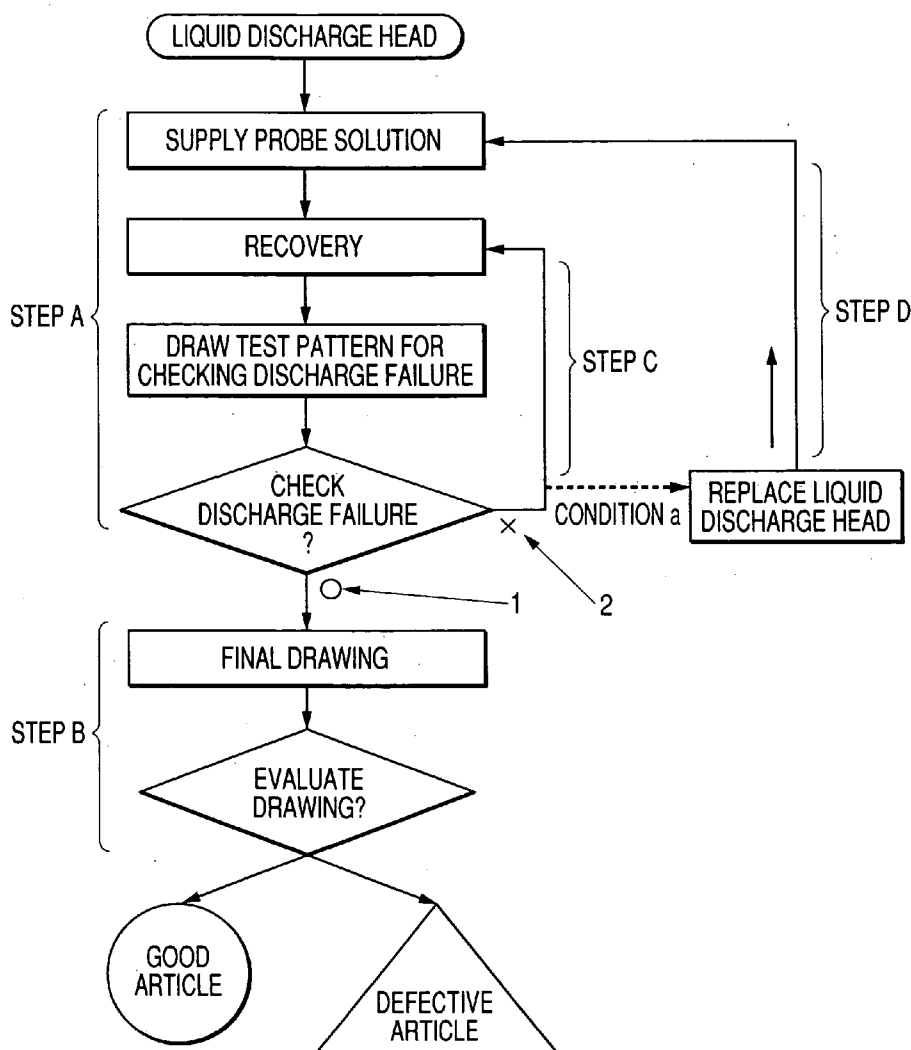 LIQUID DISCHARGE HEAD
SUPPLY PROBE SOLUTION
RECOVERY
STEP A
STEP D
DRAW TEST PATTERN FOR
CHECKING DISCHARGE FAILURE
STEP C
CHECK
DISCHARGE FAILURE
?
×
CONDITION a
REPLACE LIQUID
DISCHARGE HEAD
1
2
FINAL DRAWING
STEP B
EVALUATE
DRAWING?
GOOD
ARTICLE
DEFECTIVE
ARTICLE